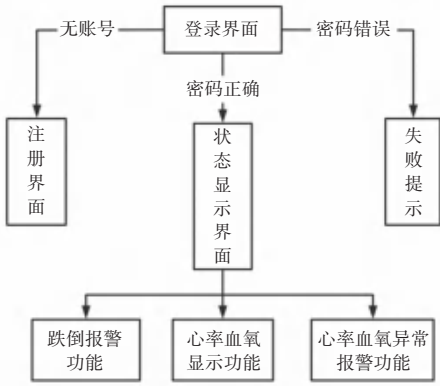 无账号
登录界面
密码错误
密码正确
注册界面
状态显示界面
失败提示
跌倒报警
功能
心率血氧
显示功能
心率血氧异常
报警功能